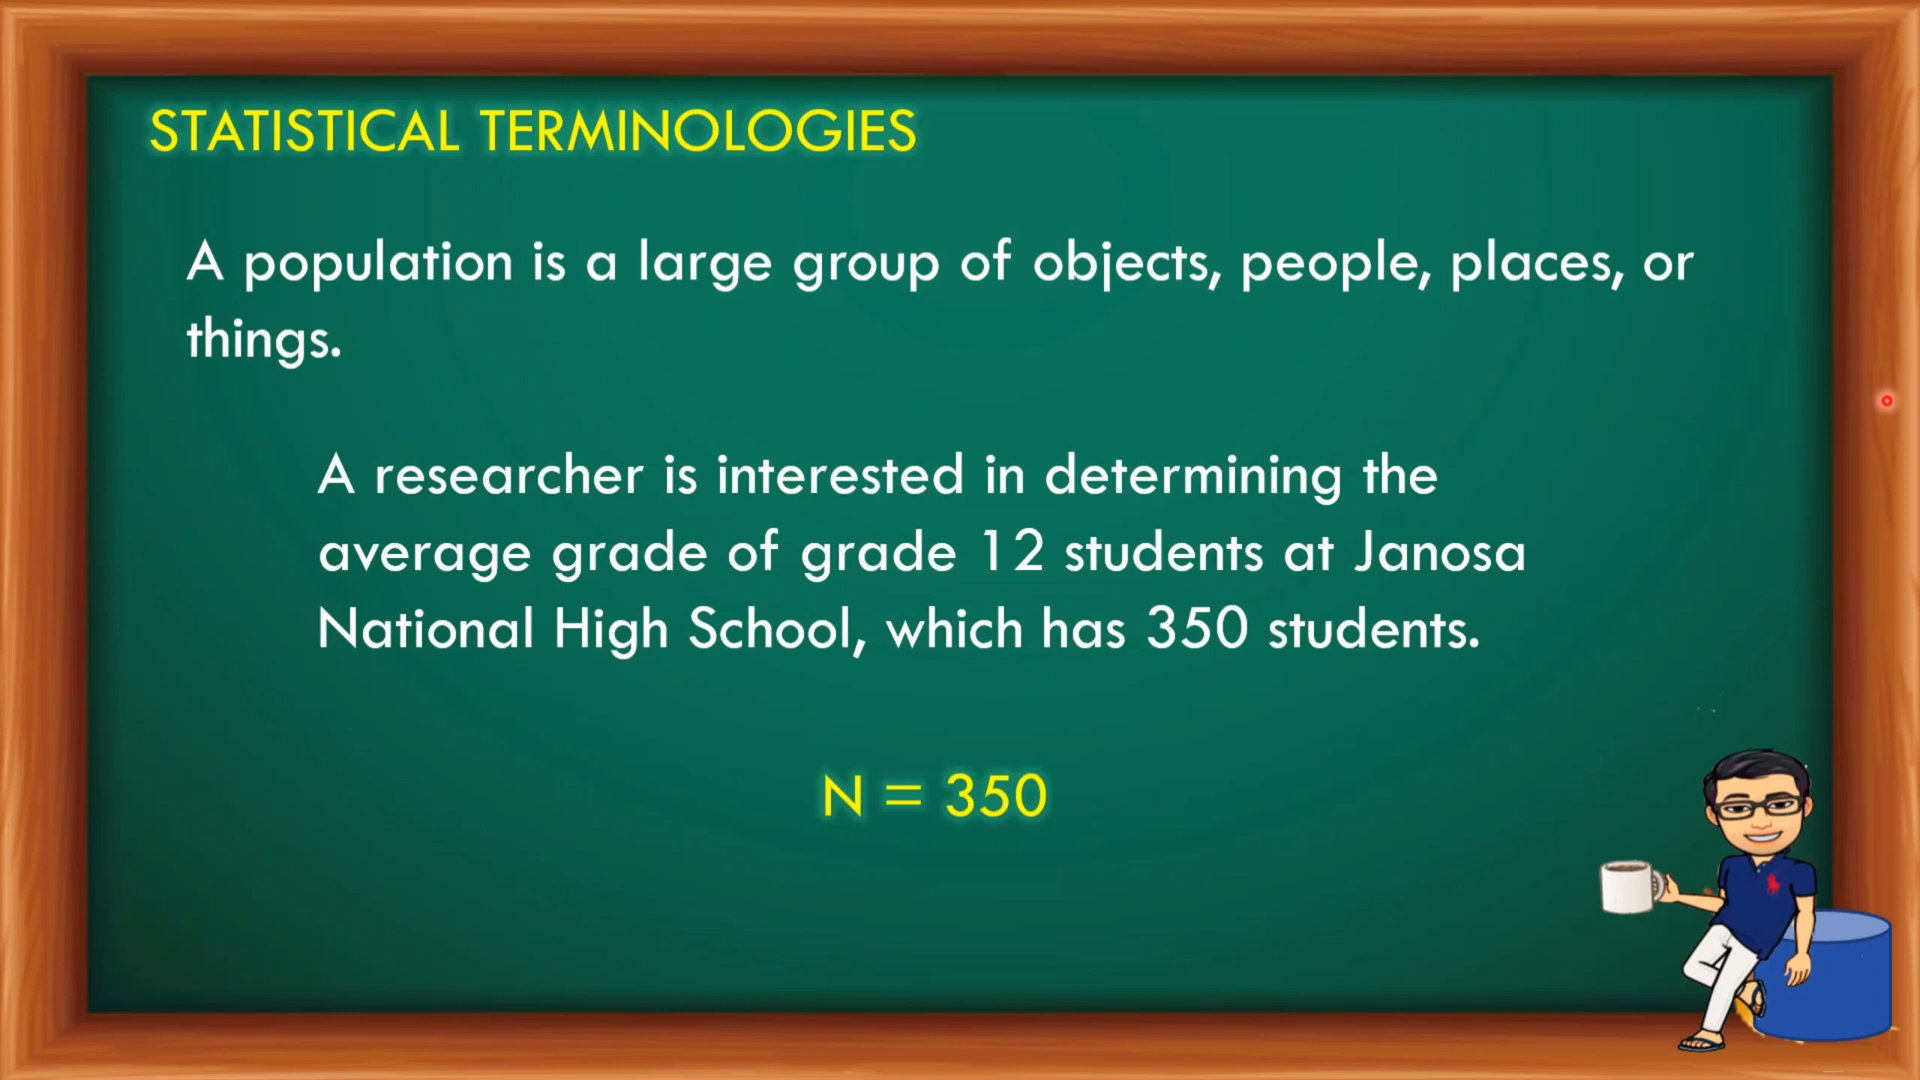 STATISTICAL TERMINOLOGIES
A population is a large group of objects, people, places, or
things.
A researcher is interested in determining the
average grade of grade 12 students at Janosa
National High School, which has 350 students.
N = 350